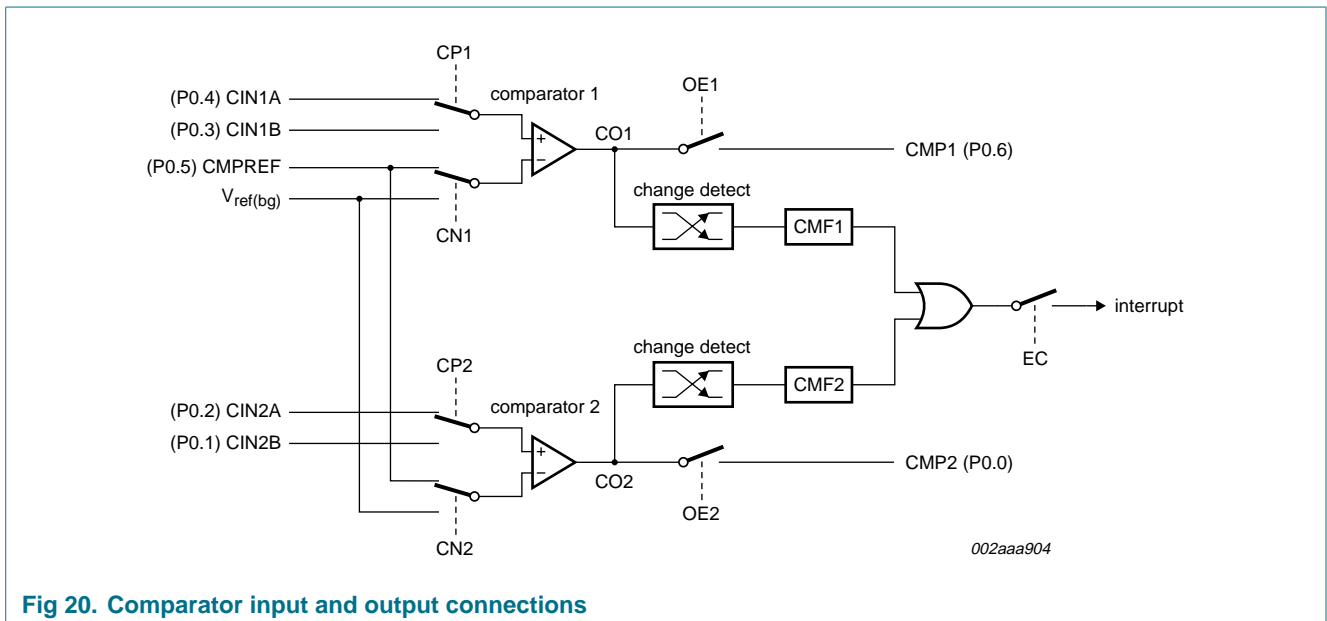 CP1
OE1
(P0.4) CIN1A
comparator 1
(P0.3) CIN1B
+
CO1
CMP1 (P0.6)
(P0.5) CMPREF
−
Vref(bg)
change detect
CN1
CMF1
interrupt
change detect
EC
CP2
CMF2
(P0.2) CIN2A
comparator 2
(P0.1) CIN2B
+
CMP2 (P0.0)
−
CO2
OE2
CN2
002aaa904
Fig 20. Comparator input and output connections